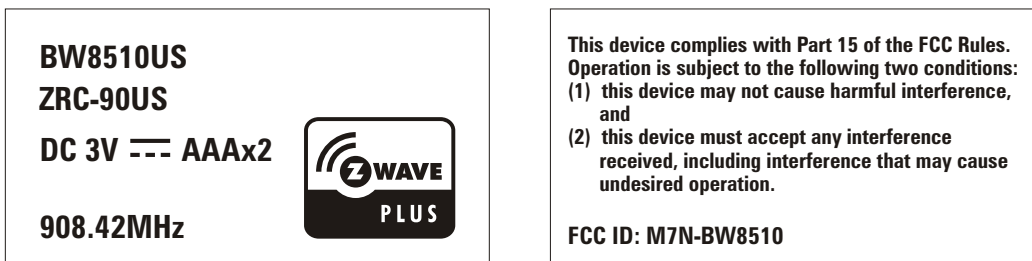 BW8510US
ZRC-90US
DC 3V AAAx2
908.42MHz
Z WAVE
PLUS
This device complies with Part 15 of the FCC Rules.
Operation is subject to the following two conditions:
(1) this device may not cause harmful interference,
and
(2) this device must accept any interference
received, including interference that may cause
undesired operation.
FCC ID: M7N-BW8510